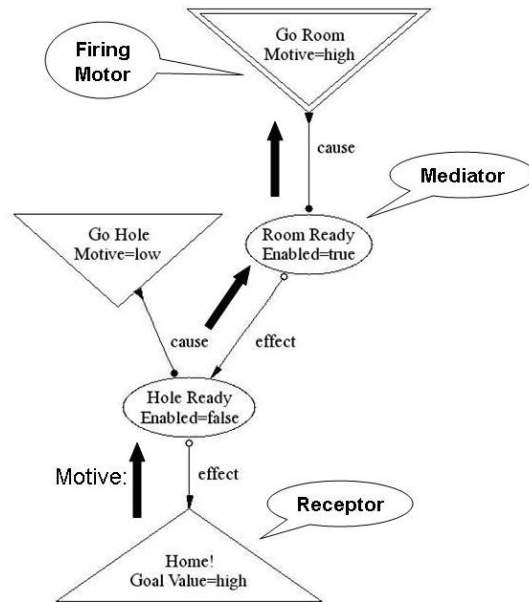 Go Room
Motive=high
Firing
Motor
cause
Mediator
Go Hole
Motive=low
Room Ready
Enabled=true
cause
effect
Hole Ready
Enabled=false
Motive:
effect
Receptor
Home!
Goal Value=high